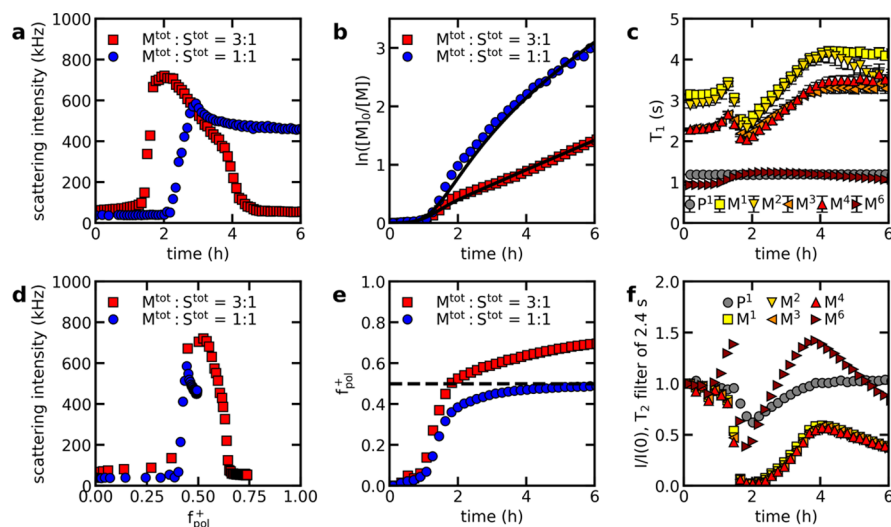 a
scattering intensity (kHz)
1000
800
600
400
200
0
M^tot : S^tot = 3:1
M^tot : S^tot = 1:1
0 2 4 6
time (h)
b
ln([M]₀/[M])
3
2
1
0
M^tot : S^tot = 3:1
M^tot : S^tot = 1:1
0 2 4 6
time (h)
c
T₁ (s)
5
4
3
2
1
0
P¹ M¹ M² M³ M⁴ M⁶
0 2 4 6
time (h)
d
scattering intensity (kHz)
1000
800
600
400
200
0
M^tot : S^tot = 3:1
M^tot : S^tot = 1:1
0.00 0.25 0.50 0.75 1.00
f⁺pol
e
f⁺pol
1.0
0.8
0.6
0.4
0.2
0.0
M^tot : S^tot = 3:1
M^tot : S^tot = 1:1
0 2 4 6
time (h)
f
I/I(0), T₂ filter of 2.4 s
2.0
1.5
1.0
0.5
0.0
P¹ M² M⁴
M¹ M³ M⁶
0 2 4 6
time (h)